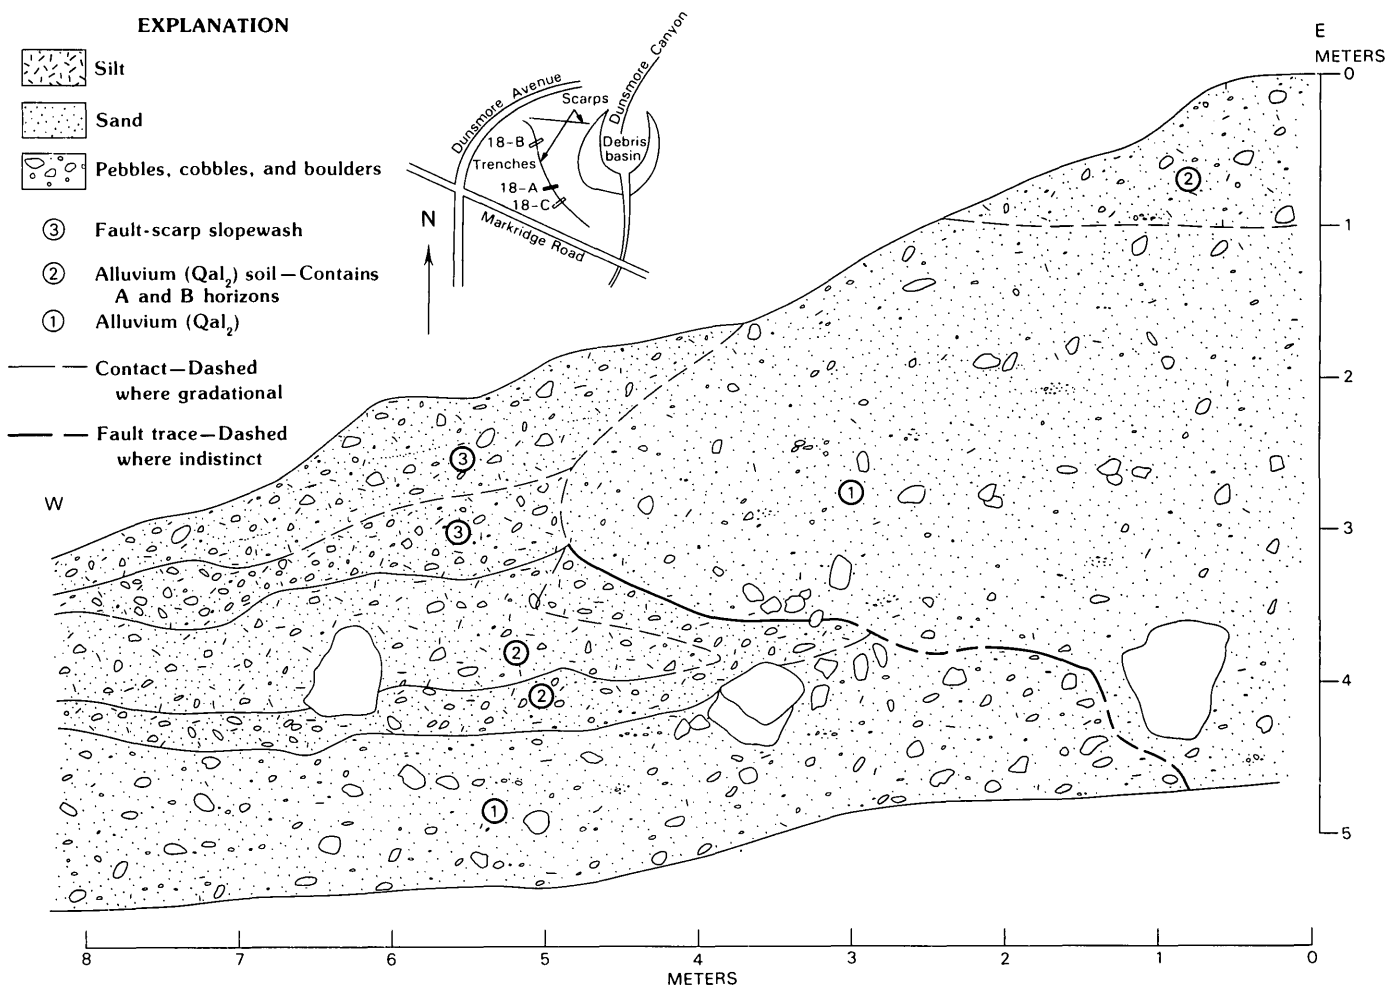 EXPLANATION
Silt
Sand
Pebbles, cobbles, and boulders
3 Fault-scarp slopewash
2 Alluvium (Qal2) soil—Contains
A and B horizons
1 Alluvium (Qal2)
Contact—Dashed
where gradational
Fault trace—Dashed
where indistinct
Dunsmore Avenue
Dunsmore Canyon
Scarps
Debris
basin
18-B
Trenches
18-A
18-C
Markridge Road
N
W
E
METERS
0
1
2
3
4
5
2
1
3
3
2
2
1
8 7 6 5 4 3 2 1 0
METERS